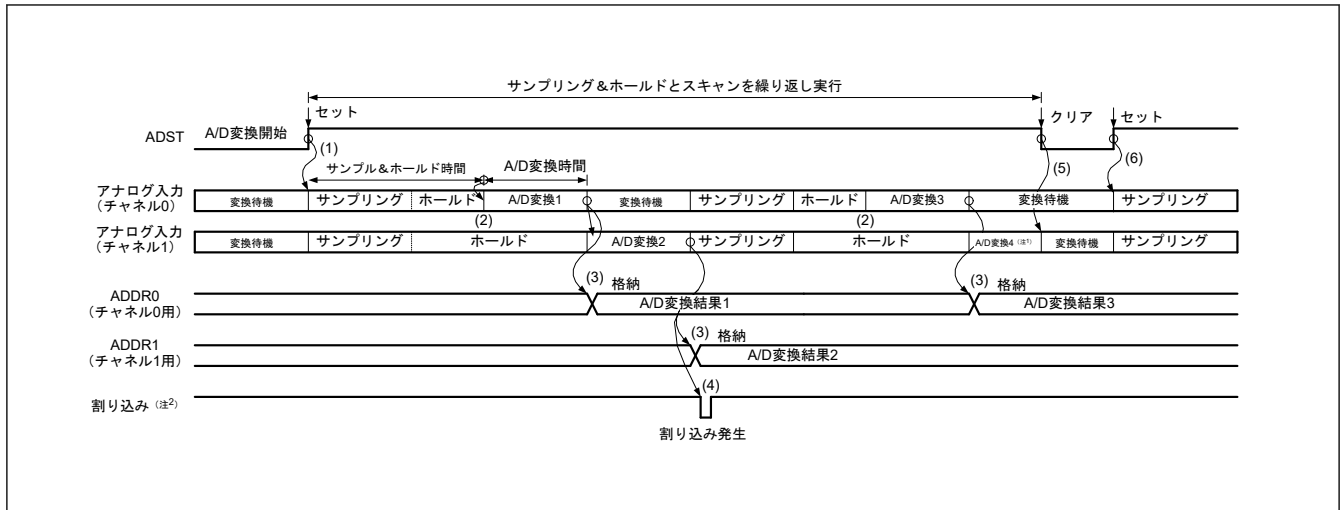 サンプリング＆ホールドとスキャンを繰り返し実行
セット
クリア
セット
ADST
A/D変換開始
(1)
(5)
(6)
サンプル＆ホールド時間
A/D変換時間
アナログ入力
（チャネル0）
変換待機
サンプリング
ホールド
A/D変換1
変換待機
サンプリング
ホールド
A/D変換3
変換待機
サンプリング
(2)
(2)
アナログ入力
（チャネル1）
変換待機
サンプリング
ホールド
A/D変換2
サンプリング
ホールド
A/D変換4（注1）
変換待機
サンプリング
(3) 格納
(3) 格納
ADDR0
（チャネル0用）
A/D変換結果1
A/D変換結果3
(3) 格納
ADDR1
（チャネル1用）
A/D変換結果2
(4)
割り込み（注2）
割り込み発生